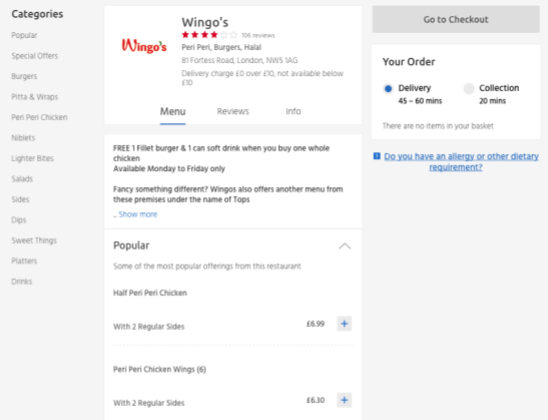 Categories
Popular
Special Offers
Burgers
Pitta & Wraps
Peri Peri Chicken
Niblets
Lighter Bites
Salads
Sides
Dips
Sweet Things
Platters
Drinks
Wingo's
Wingo's
106 reviews
Peri Peri, Burgers, Halal
81 Fortess Road, London, NW5 1AG
Delivery charge £0 over £10, not available below
£10
Menu Reviews Info
FREE 1 Fillet burger & 1 can soft drink when you buy one whole
chicken
Available Monday to Friday only
Fancy something different? Wingos also offers another menu from
these premises under the name of Tops
.. Show more
Popular
Some of the most popular offerings from this restaurant
Half Peri Peri Chicken
With 2 Regular Sides £6.99 +
Peri Peri Chicken Wings (6)
With 2 Regular Sides £6.30 +
Go to Checkout
Your Order
Delivery Collection
45 – 60 mins 20 mins
There are no items in your basket
Do you have an allergy or other dietary
requirement?